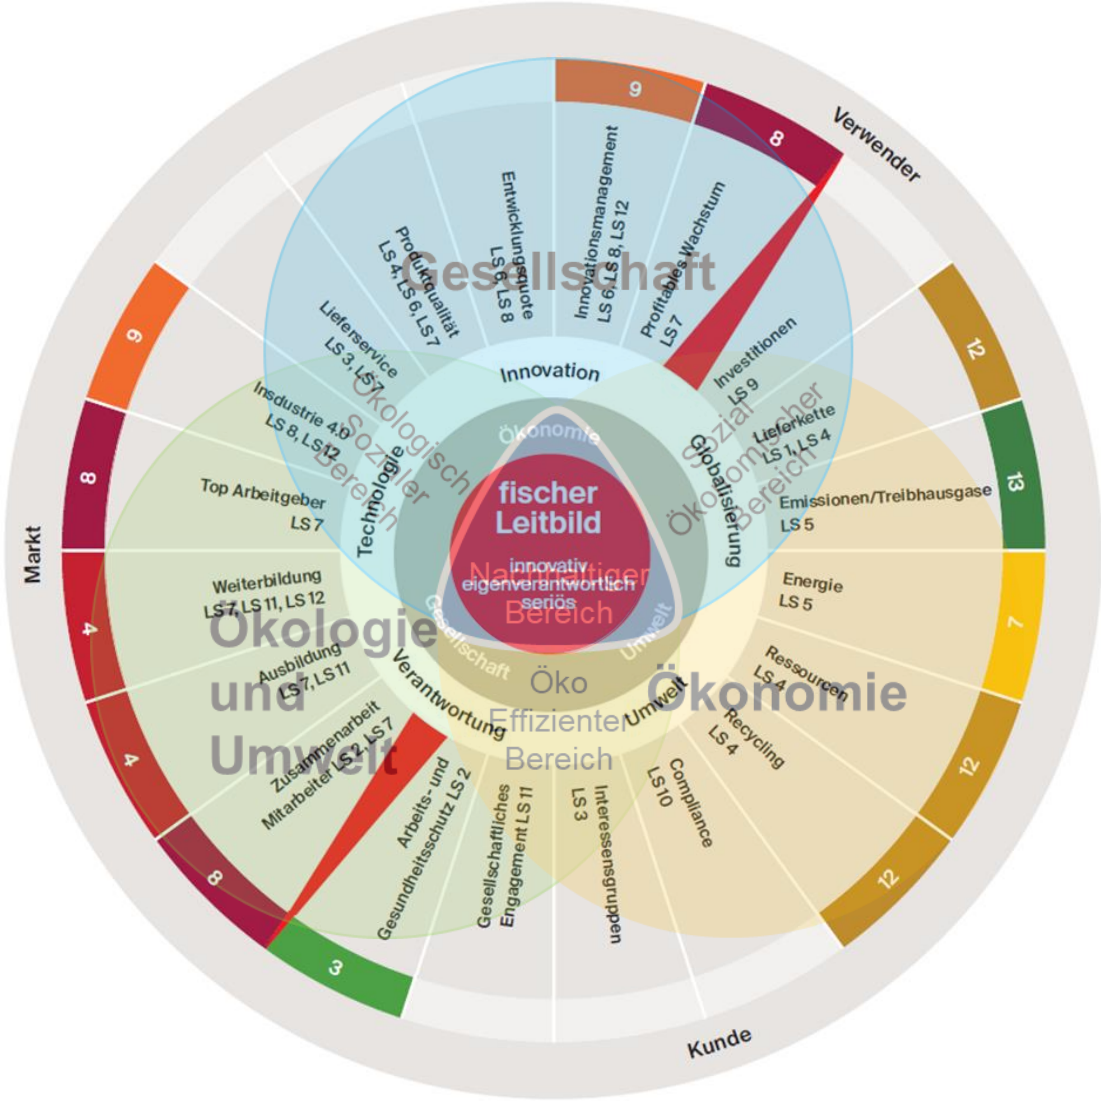 Verwender
Markt
Kunde
9
8
12
13
7
12
12
3
8
4
4
8
9
Entwicklungsquote
LS 6, LS 8
Innovationsmanagement
LS 6, LS 8, LS 12
Profitables Wachstum
LS 7
Investitionen
LS 9
Lieferkette
LS 1, LS 4
Emissionen/Treibhausgase
LS 5
Energie
LS 5
Ressourcen
LS 4
Recycling
LS 4
Compliance
LS10
Interessensgruppen
LS 3
Gesellschaftliches
Engagement LS 11
Arbeits- und
Gesundheitsschutz LS 2
Zusammenarbeit
Mitarbeiter LS 2, LS 7
Ausbildung
LS 7, LS 11
Weiterbildung
LS 7, LS 11, LS 12
Top Arbeitgeber
LS 7
Insdustrie 4.0
LS 8, LS 12
Lieferservice
LS 3, LS 7
Produktqualität
LS 4, LS 6, LS 7
Innovation
Globalisierung
Umwelt
Verantwortung
Technologie
Ökonomie
Umwelt
Gesellschaft
fischer
Leitbild
innovativ
eigenverantwortlich
seriös
Gesellschaft
Ökologie
und
Umwelt
Ökonomie
Ökologisch
Sozialer
Bereich
Sozial
Ökonomischer
Bereich
Nachhaltiger
Bereich
Öko
Effizienter
Bereich